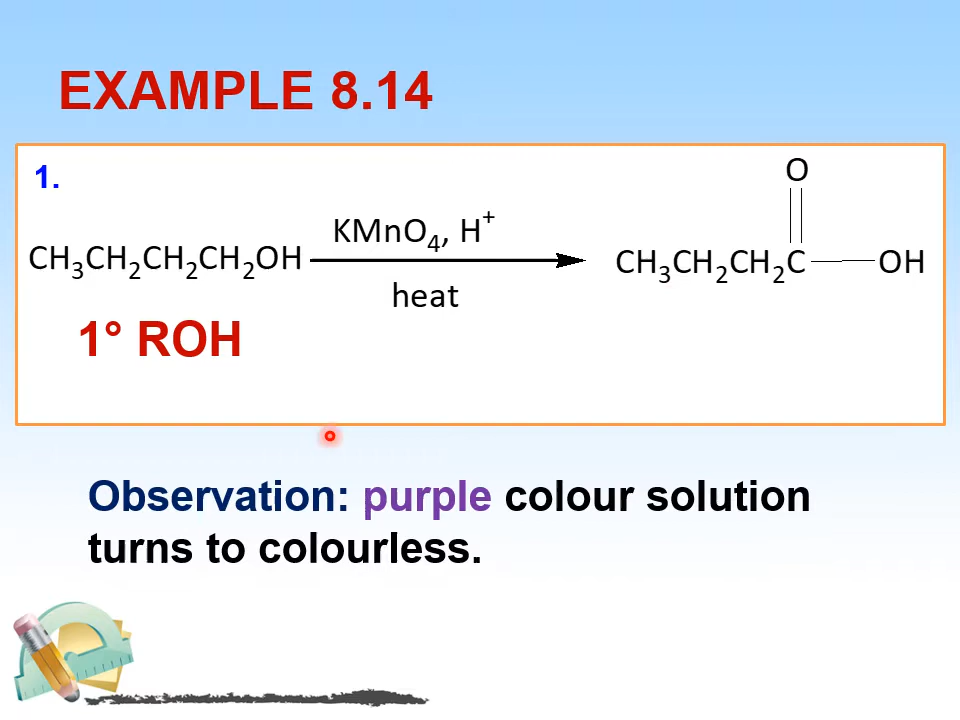 EXAMPLE 8.14
1.
O
KMnO₄, H⁺
CH₃CH₂CH₂CH₂OH
CH₃CH₂CH₂C OH
heat
1° ROH
Observation: purple colour solution
turns to colourless.